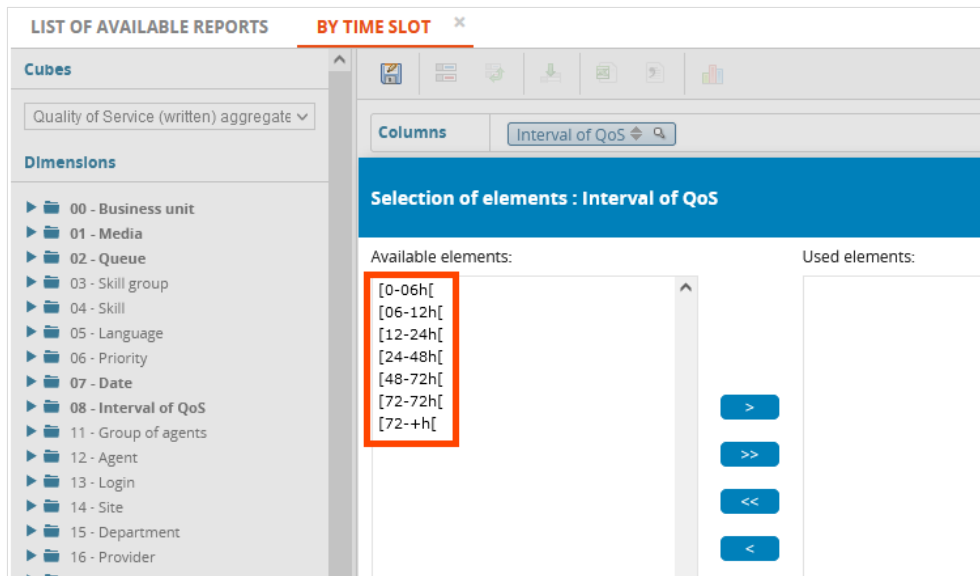 LIST OF AVAILABLE REPORTS BY TIME SLOT
Cubes
Quality of Service (written) aggregate
Dimensions
00 - Business unit
01 - Media
02 - Queue
03 - Skill group
04 - Skill
05 - Language
06 - Priority
07 - Date
08 - Interval of QoS
11 - Group of agents
12 - Agent
13 - Login
14 - Site
15 - Department
16 - Provider
Columns Interval of QoS
Selection of elements : Interval of QoS
Available elements: Used elements:
[0-06h[
[06-12h[
[12-24h[
[24-48h[
[48-72h[
[72-72h[
[72-+h[
>
>>
<<
<